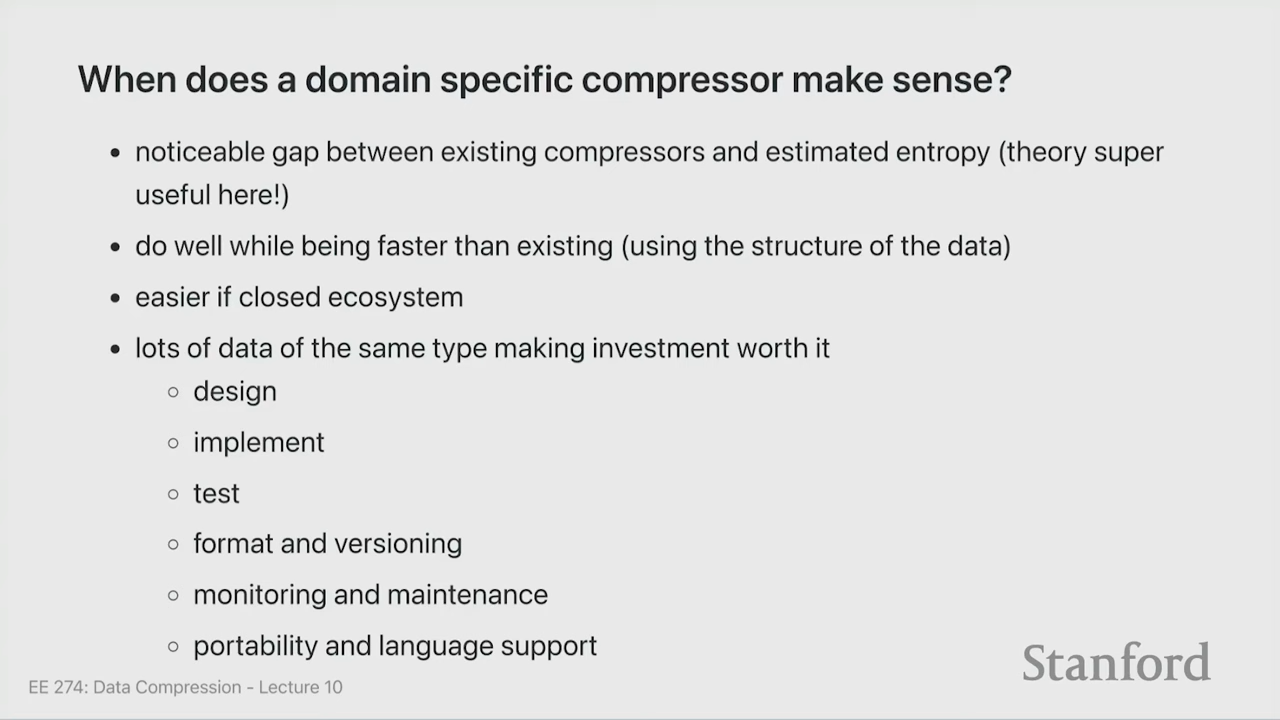 When does a domain specific compressor make sense?
• noticeable gap between existing compressors and estimated entropy (theory super
useful here!)
• do well while being faster than existing (using the structure of the data)
• easier if closed ecosystem
• lots of data of the same type making investment worth it
○ design
○ implement
○ test
○ format and versioning
○ monitoring and maintenance
○ portability and language support
Stanford
EE 274: Data Compression - Lecture 10